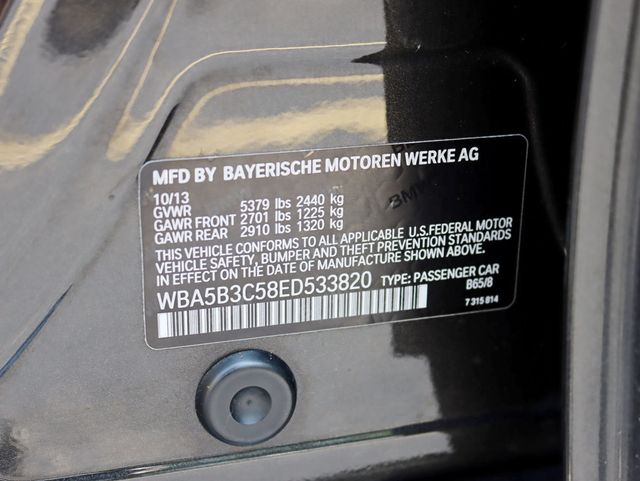 MFD BY BAYERISCHE MOTOREN WERKE AG
10/13
GVWR 5379 lbs 2440 kg
GAWR FRONT 2701 lbs 1225 kg
GAWR REAR 2910 lbs 1320 kg
THIS VEHICLE CONFORMS TO ALL APPLICABLE U.S.FEDERAL MOTOR
VEHICLE SAFETY, BUMPER AND THEFT PREVENTION STANDARDS
IN EFFECT ON THE DATE OF MANUFACTURE SHOWN ABOVE.
WBA5B3C58ED533820 TYPE: PASSENGER CAR
B65/8
7 315 814